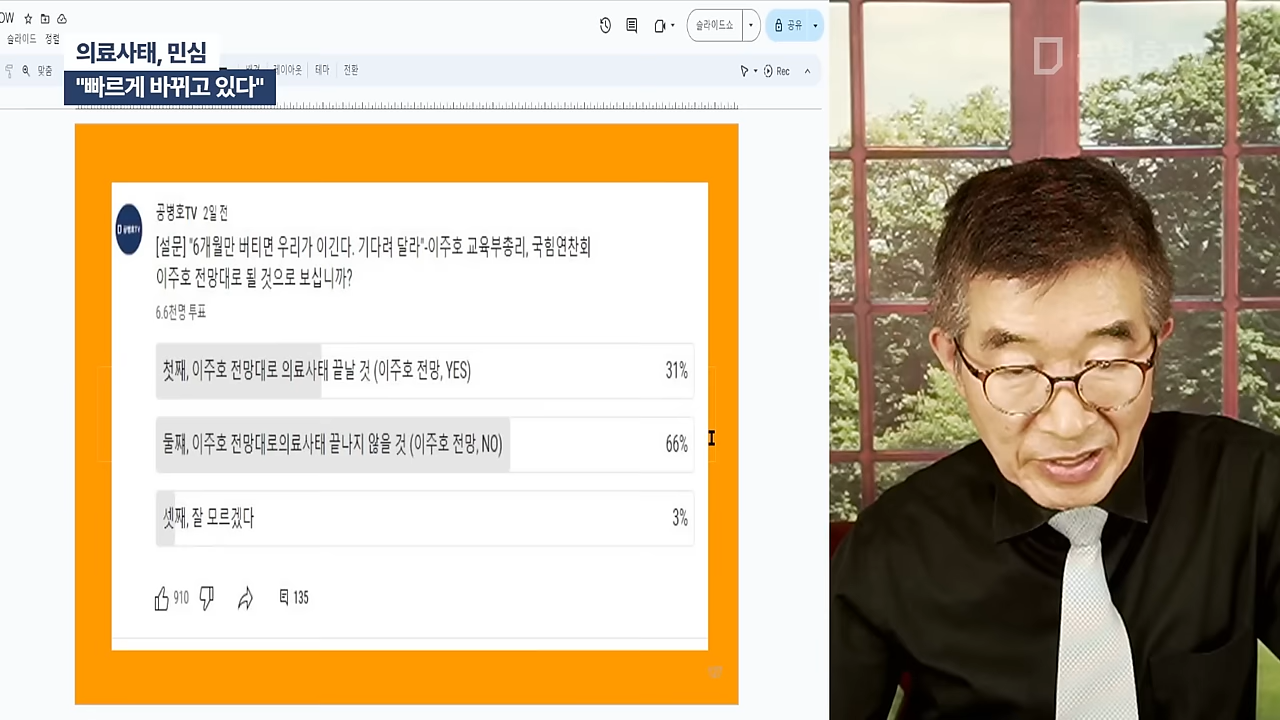 OW
슬라이드 정렬
슬라이드쇼
공유
의료사태, 민심
"빠르게 바뀌고 있다"
맞춤
레이아웃
테마
전환
Rec
공병호TV 2일 전
[설문] "6개월만 버티면 우리가 이긴다. 기다려 달라"-이주호 교육부총리, 국힘연찬회
이주호 전망대로 될 것으로 보십니까?
6.6천명 투표
첫째, 이주호 전망대로 의료사태 끝날 것 (이주호 전망, YES)
31%
둘째, 이주호 전망대로의료사태 끝나지 않을 것 (이주호 전망, NO)
66%
셋째, 잘 모르겠다
3%
910
135
공병호TV